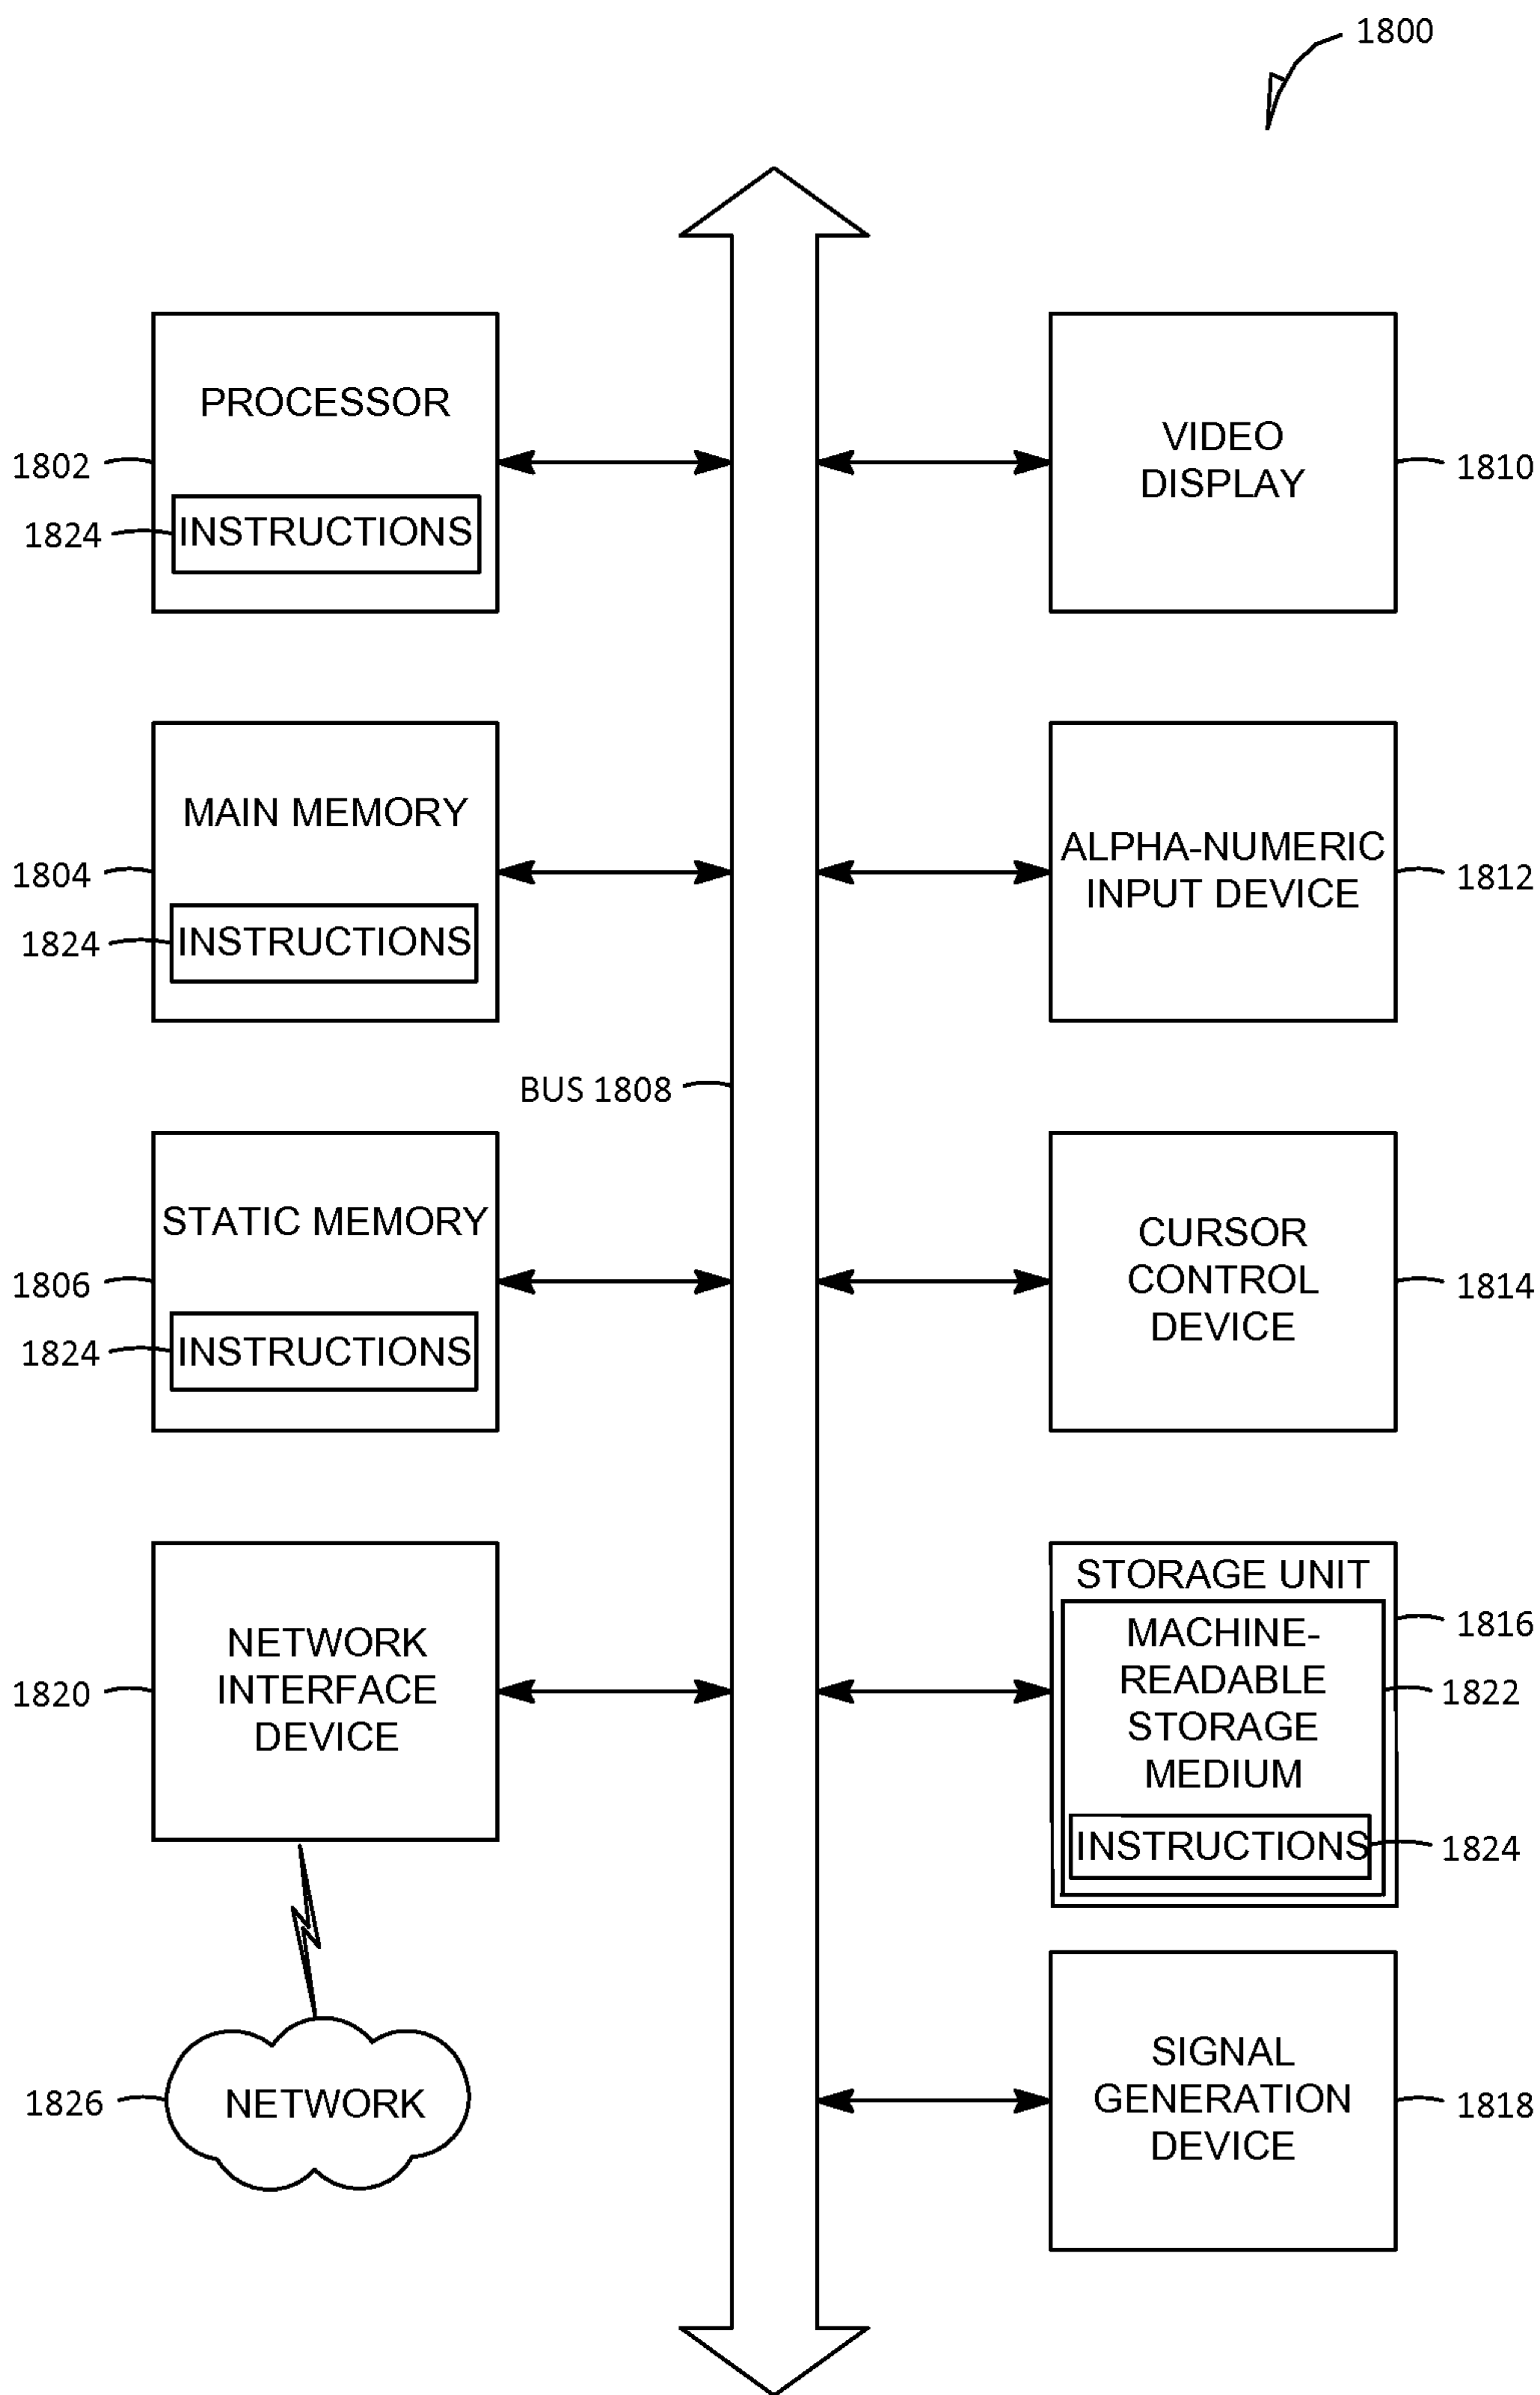 1800
PROCESSOR
1802
1824
INSTRUCTIONS
VIDEO
DISPLAY
1810
MAIN MEMORY
1804
1824
INSTRUCTIONS
ALPHA-NUMERIC
INPUT DEVICE
1812
BUS 1808
STATIC MEMORY
1806
1824
INSTRUCTIONS
CURSOR
CONTROL
DEVICE
1814
NETWORK
INTERFACE
DEVICE
1820
STORAGE UNIT
1816
MACHINE-
READABLE
STORAGE
MEDIUM
1822
INSTRUCTIONS
1824
1826
NETWORK
SIGNAL
GENERATION
DEVICE
1818